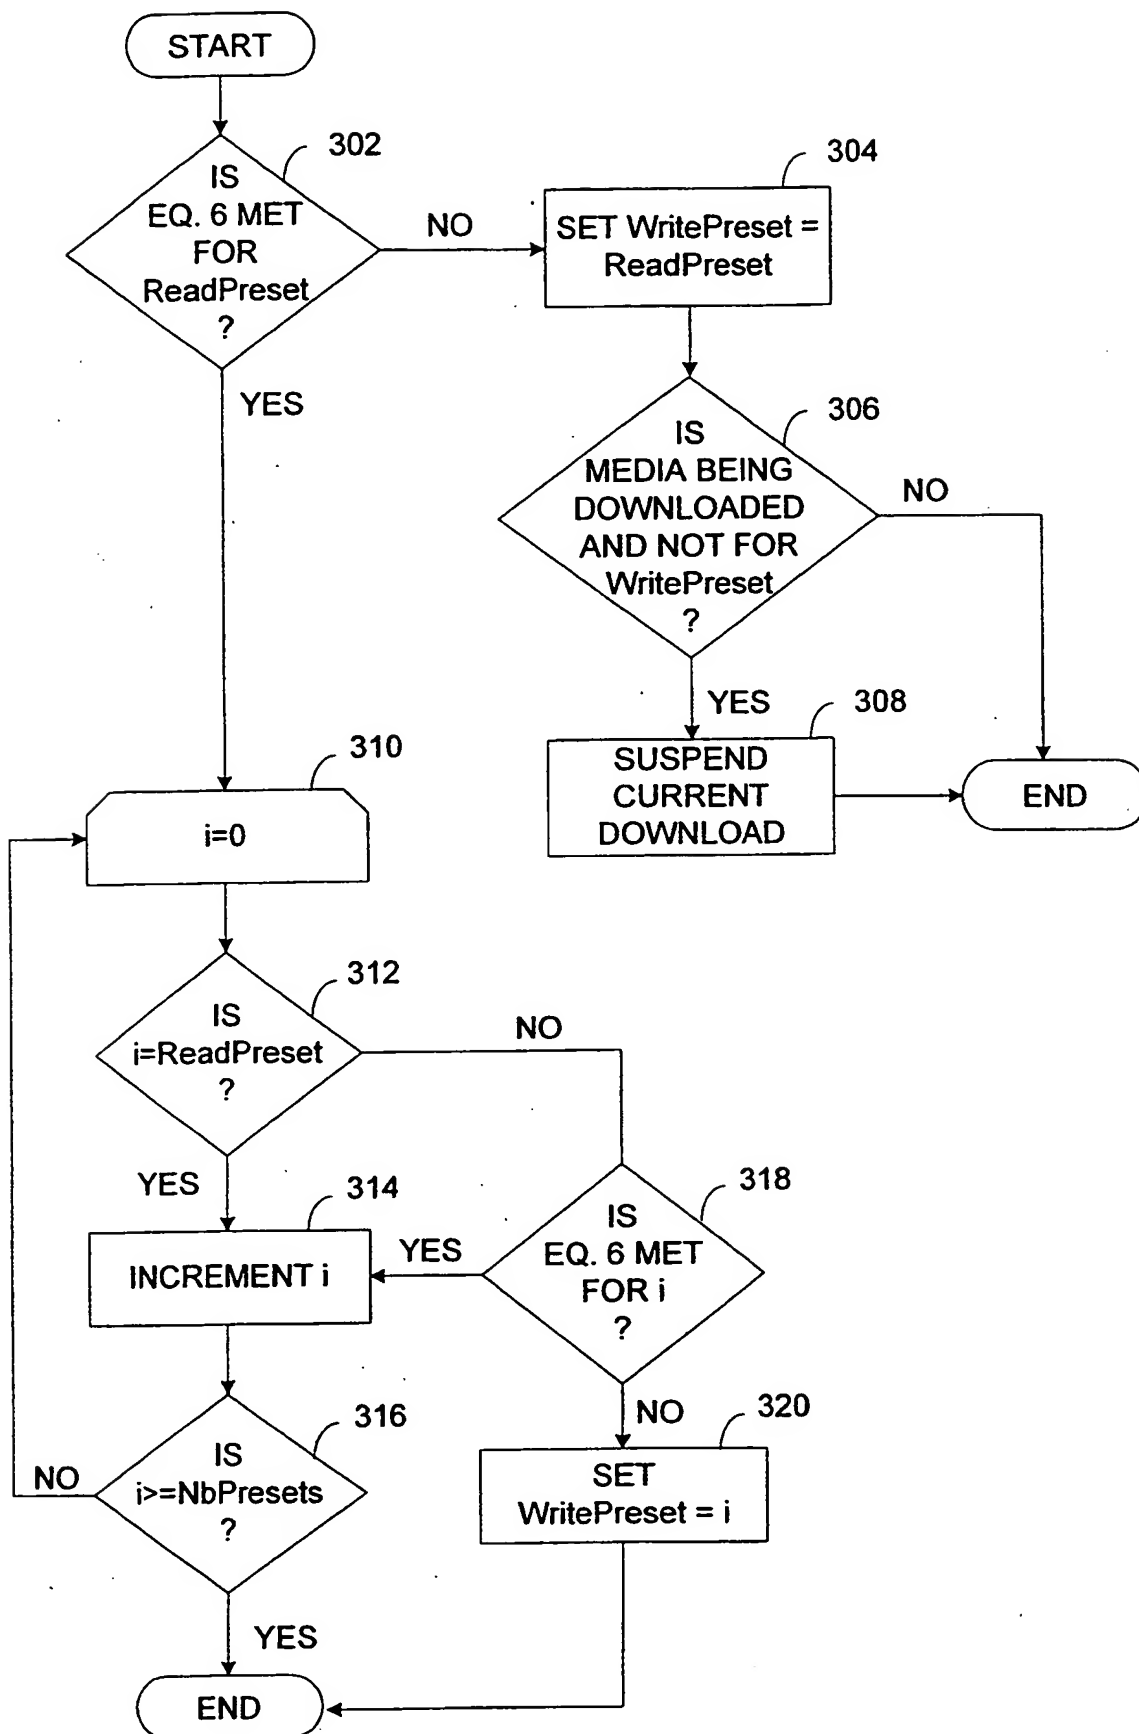 START
302
IS
EQ. 6 MET
FOR
ReadPreset
?
NO
304
SET WritePreset =
ReadPreset
YES
306
IS
MEDIA BEING
DOWNLOADED
AND NOT FOR
WritePreset
?
NO
YES
308
SUSPEND
CURRENT
DOWNLOAD
END
310
i=0
312
IS
i=ReadPreset
?
NO
YES
314
INCREMENT i
YES
318
IS
EQ. 6 MET
FOR i
?
316
IS
i>=NbPresets
?
NO
NO
320
SET
WritePreset = i
YES
END